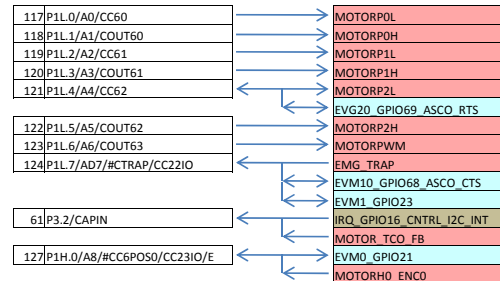 117 P1L.0/A0/CC60 MOTORP0L
118 P1L.1/A1/COUT60 MOTORP0H
119 P1L.2/A2/CC61 MOTORP1L
120 P1L.3/A3/COUT61 MOTORP1H
121 P1L.4/A4/CC62 MOTORP2L
EVG20_GPIO69_ASCO_RTS
122 P1L.5/A5/COUT62 MOTORP2H
123 P1L.6/A6/COUT63 MOTORPWM
124 P1L.7/AD7/#CTRAP/CC22IO EMG_TRAP
EVM10_GPIO68_ASCO_CTS
EVM1_GPIO23
61 P3.2/CAPIN IRQ_GPIO16_CNTRL_I2C_INT
MOTOR_TCO_FB
127 P1H.0/A8/#CC6POS0/CC23IO/E EVM0_GPIO21
MOTORH0_ENC0